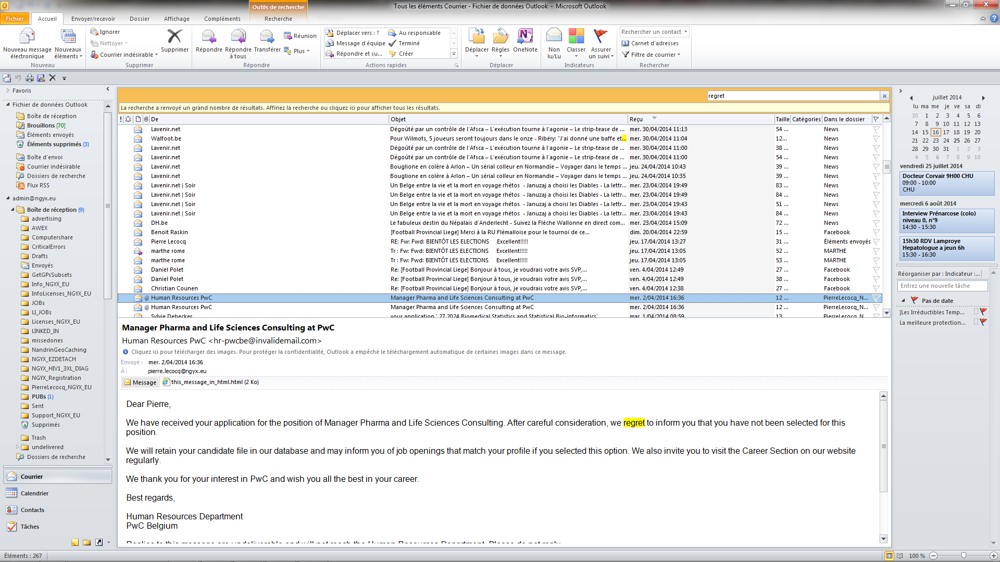 Outils de recherche
Tous les éléments Courrier - Fichier de données Outlook - Microsoft Outlook
Fichier
Accueil
Envoyer/recevoir
Dossier
Affichage
Compléments
Recherche
Nouveau message électronique
Nouveaux éléments
Nouveau
Ignorer
Nettoyer
Courrier indésirable
Supprimer
Supprimer
Répondre
Répondre à tous
Transférer
Réunion
Plus
Répondre
Déplacer vers : ?
Au responsable
Message d'équipe
Terminé
Répondre et su...
Créer
Actions rapides
Déplacer
Règles
OneNote
Déplacer
Non lu/Lu
Classer
Assurer un suivi
Indicateurs
Rechercher un contact
Carnet d'adresses
Filtre de courrier
Rechercher
Favoris
Fichier de données Outlook
Boîte de réception
Brouillons [70]
Éléments envoyés
Éléments supprimés (3)
Boîte d'envoi
Courrier indésirable
Dossiers de recherche
Flux RSS
admin@ngyx.eu
Boîte de réception (9)
advertising
AWEX
Computershare
CriticalErrors
Drafts
Envoyés
GetGPsSubsets
Info_NGYX_EU
InfoLicenses_NGYX_EU
JOBs
LI_JOBs
Licenses_NGYX_EU
LINKED_IN
missedones
NandrinGeoCaching
NGYX_EZDETACH
NGYX_HIV1_3XL_DIAG
NGYX_Registration
PierreLecocq_NGYX_EU
PUBs (1)
Sent
Support_NGYX_EU
Supprimés
Trash
undelivered
Dossiers de recherche
Courrier
Calendrier
Contacts
Tâches
regret
La recherche a renvoyé un grand nombre de résultats. Affinez la recherche ou cliquez ici pour afficher tous les résultats.
De Objet Reçu Taille Catégories Dans le dossier
Lavenir.net Dégoûté par un contrôle de l'Afsca – L'exécution tourne à l'agonie – Le strip-tease de ... mer. 30/04/2014 11:13 54 ... News
Walfoot.be Pour Wilmots, 5 joueurs seront toujours dans le onze - Ribéry: "J'ai donné une baffe et... mer. 30/04/2014 11:04 12... News
Lavenir.net Dégoûté par un contrôle de l'Afsca – L'exécution tourne à l'agonie – Le strip-tease de ... mer. 30/04/2014 11:00 38 ... News
Lavenir.net Dégoûté par un contrôle de l'Afsca – L'exécution tourne à l'agonie – Le strip-tease de ... mer. 30/04/2014 11:00 54 ... News
Lavenir.net Bouglione en colère à Arlon – Un sérial colleur en Normandie – Voyager dans le temps ... jeu. 24/04/2014 10:43 39 ... News
Lavenir.net Bouglione en colère à Arlon – Un sérial colleur en Normandie – Voyager dans le temps ... jeu. 24/04/2014 10:35 39 ... News
Lavenir.net | Soir Un Belge entre la vie et la mort en voyage rhétos - Januzaj a choisi les Diables - La lettr... mer. 23/04/2014 19:49 83 ... News
Lavenir.net | Soir Un Belge entre la vie et la mort en voyage rhétos - Januzaj a choisi les Diables - La lettr... mer. 23/04/2014 19:49 84 ... News
Lavenir.net | Soir Un Belge entre la vie et la mort en voyage rhétos - Januzaj a choisi les Diables - La lettr... mer. 23/04/2014 19:43 51 ... News
Lavenir.net | Soir Un Belge entre la vie et la mort en voyage rhétos - Januzaj a choisi les Diables - La lettr... mer. 23/04/2014 19:43 84 ... News
DH.be Le fabuleux destin du Népalais d'Anderlecht - Suivez la Flèche Wallonne en direct com... mer. 23/04/2014 15:09 72 ... News
Benoit Raskin [Football Provincial Liege] Merci à la RU Flémalloise pour le tournoi de ce... dim. 20/04/2014 22:59 15 ... Facebook
Pierre Lecocq RE: Fw: Fwd: BIENTÔT LES ELECTIONS Excellent!!!!! jeu. 17/04/2014 13:27 31 ... Éléments envoyés
marthe rome Tr : Fw: Fwd: BIENTÔT LES ELECTIONS Excellent!!!!! jeu. 17/04/2014 13:05 52 ... MARTHE
marthe rome Tr : Fw: Fwd: BIENTÔT LES ELECTIONS Excellent!!!!! jeu. 17/04/2014 13:05 53 ... MARTHE
Daniel Polet Re: [Football Provincial Liege] Bonjour à tous, je voudrais votre avis SVP,... ven. 4/04/2014 12:49 27 ... Facebook
Daniel Polet Re: [Football Provincial Liege] Bonjour à tous, je voudrais votre avis SVP,... ven. 4/04/2014 12:49 38 ... Facebook
Christian Counen Re: [Football Provincial Liege] Bonjour à tous, je voudrais votre avis SVP,... ven. 4/04/2014 12:38 27 ... Facebook
Human Resources PwC Manager Pharma and Life Sciences Consulting at PwC mer. 2/04/2014 16:36 12 ... PierreLecocq_N...
Human Resources PwC Manager Pharma and Life Sciences Consulting at PwC mer. 2/04/2014 16:36 12 ... PierreLecocq_N...
Sylvie Debecker your application ' 27 2024 Biomedical Statistics and Statistical Bio-informatics' mar. 1/04/2014 08:59 13 ... PierreLecocq_N...
Manager Pharma and Life Sciences Consulting at PwC
Human Resources PwC <hr-pwcbe@invalidemail.com>
Cliquez ici pour télécharger des images. Pour protéger la confidentialité, Outlook a empêché le téléchargement automatique de certaines images dans ce message.
Envoyé : mer. 2/04/2014 16:36
À : pierre.lecocq@ngyx.eu
Message this_message_in_html.html (2 Ko)
Dear Pierre,
We have received your application for the position of Manager Pharma and Life Sciences Consulting. After careful consideration, we regret to inform you that you have not been selected for this
position.
We will retain your candidate file in our database and may inform you of job openings that match your profile if you selected this option. We also invite you to visit the Career Section on our website
regularly.
We thank you for your interest in PwC and wish you all the best in your career.
Best regards,
Human Resources Department
PwC Belgium
Replies to this message are undeliverable and will not reach the Human Resources Department. Please do not reply
juillet 2014
lu ma me je ve sa di
30 1 2 3 4 5 6
7 8 9 10 11 12 13
14 15 16 17 18 19 20
21 22 23 24 25 26 27
28 29 30 31 1 2 3
4 5 6 7 8 9 10
vendredi 25 juillet 2014
Docteur Corvair 9H00 CHU
09:00 - 10:00
CHU
mercredi 6 août 2014
Interview Prénarcose (colo)
niveau 0, n°9
14:30 - 15:30
15h30 RDV Lamproye
Hepatologue a jeun 6h
15:30 - 16:30
Réorganiser par : Indicateur :...
Entrez une nouvelle tâche
Pas de date
[Les Irréductibles Temp...
La meilleure protection...
Éléments : 267
100 %